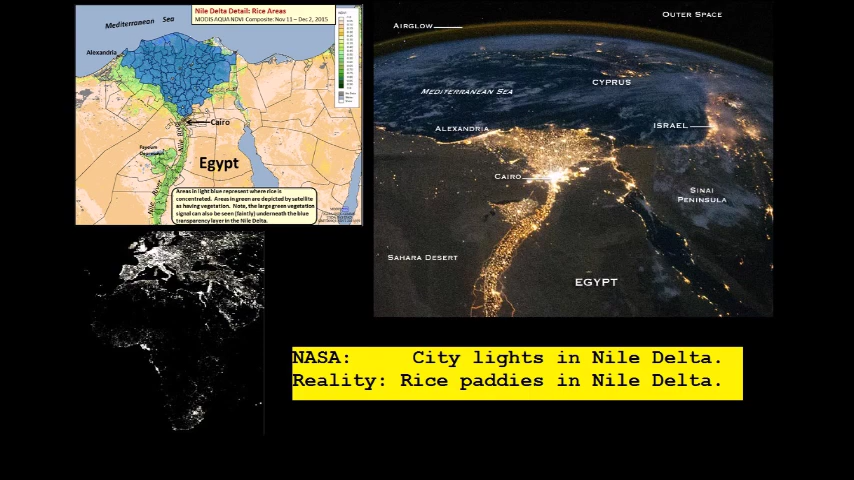 Nile Delta Detail: Rice Areas
MODIS AQUA NDVI Composite: Nov 11 – Dec 2, 2015
Mediterranean Sea
Alexandria
Cairo
Fayoum
Depression
Nile River
Egypt
Areas in light blue represent where rice is
concentrated. Areas in green are depicted by satellite
as having vegetation. Note, the large green vegetation
signal can also be seen (faintly) underneath the blue
transparency layer in the Nile Delta.
OUTER SPACE
AIRGLOW
CYPRUS
MEDITERRANEAN SEA
ALEXANDRIA
ISRAEL
CAIRO
SINAI
PENINSULA
SAHARA DESERT
EGYPT
NASA: City lights in Nile Delta.
Reality: Rice paddies in Nile Delta.